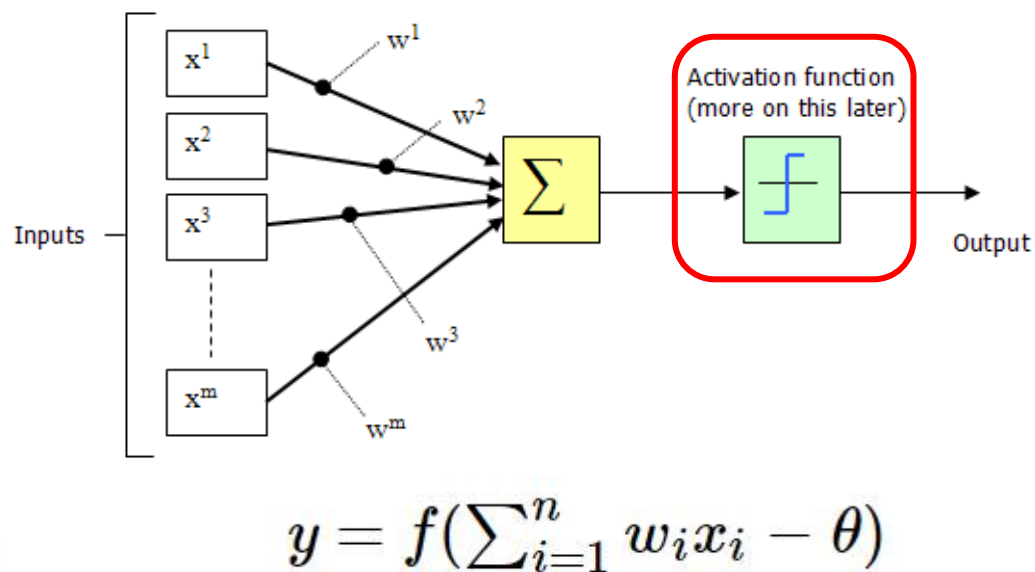 Inputs
x¹
x²
x³
xᵐ
w¹
w²
w³
wᵐ
∑
Activation function
(more on this later)
Output
y = f(∑ⁿᵢ₌₁ wᵢxᵢ − θ)